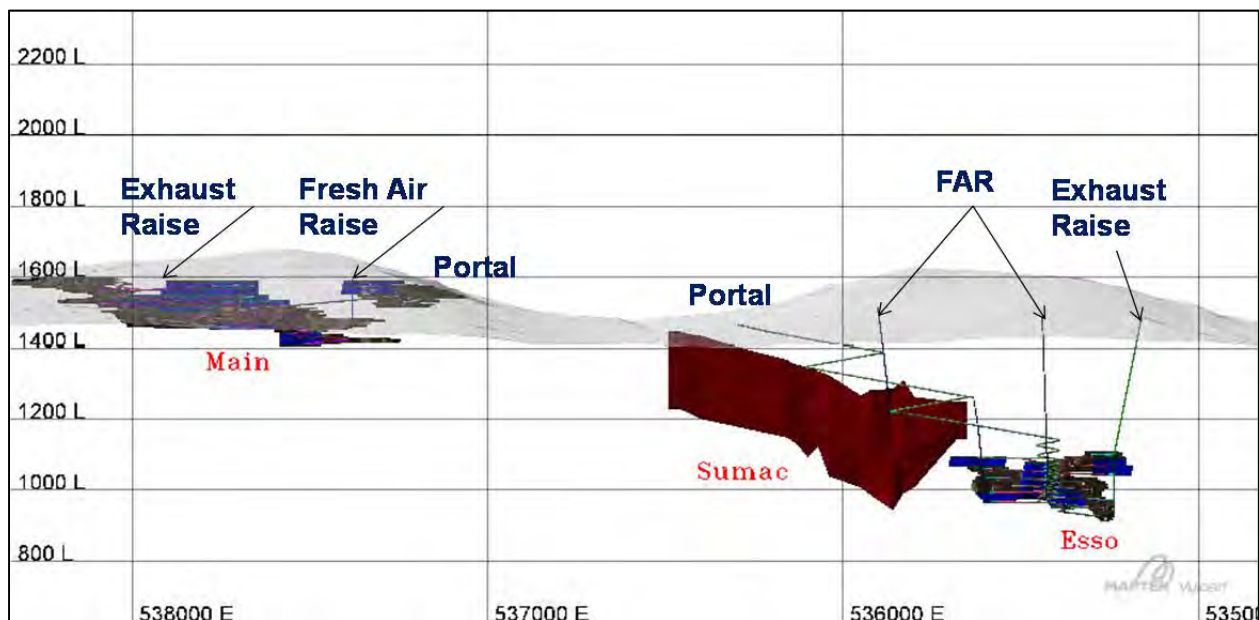 2200 L
2000 L
1800 L
Exhaust Raise
Fresh Air Raise
FAR
Exhaust Raise
1600 L
Portal
Portal
1400 L
Main
1200 L
Sumac
1000 L
Esso
800 L
MAPTEK
538000 E
537000 E
536000 E